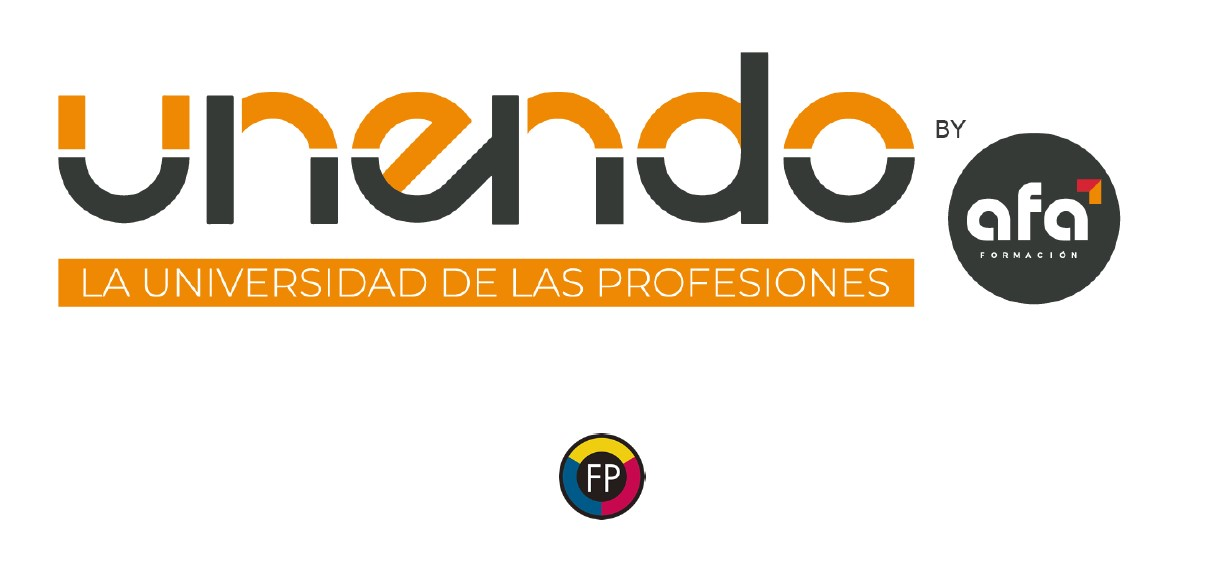 unendo
BY
afa
FORMACIÓN
LA UNIVERSIDAD DE LAS PROFESIONES
FP